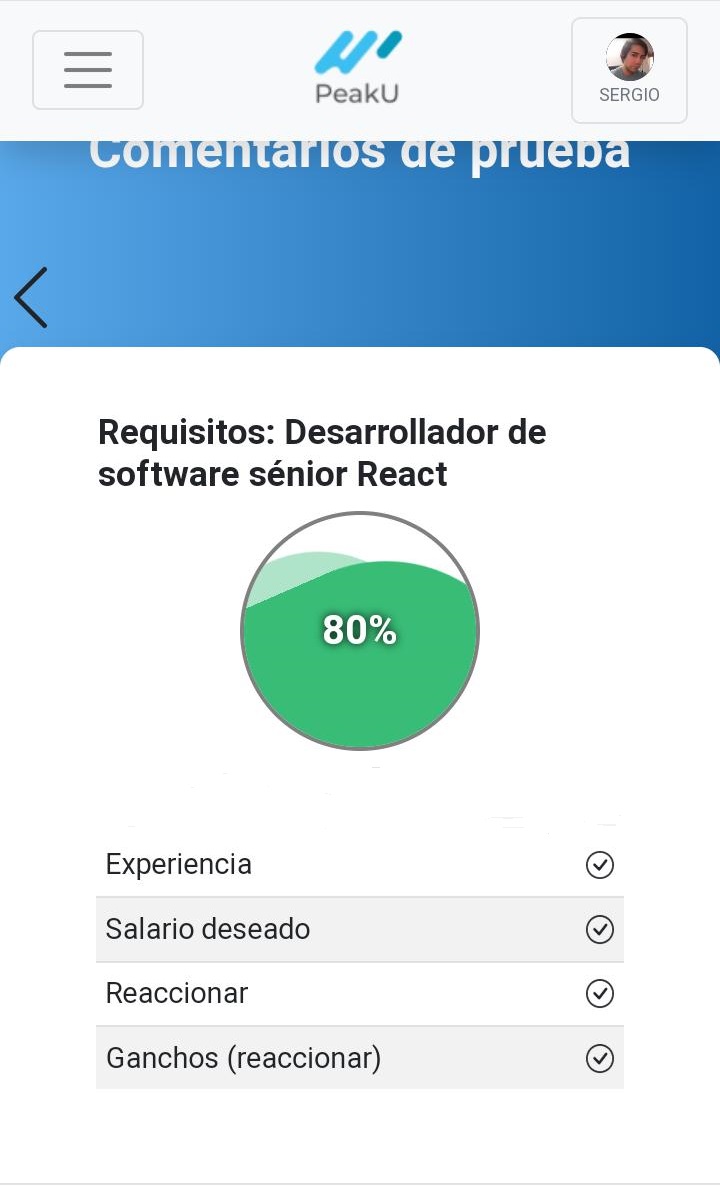 PeakU
SERGIO
Comentarios de prueba
Requisitos: Desarrollador de
software sénior React
80%
Experiencia
Salario deseado
Reaccionar
Ganchos (reaccionar)